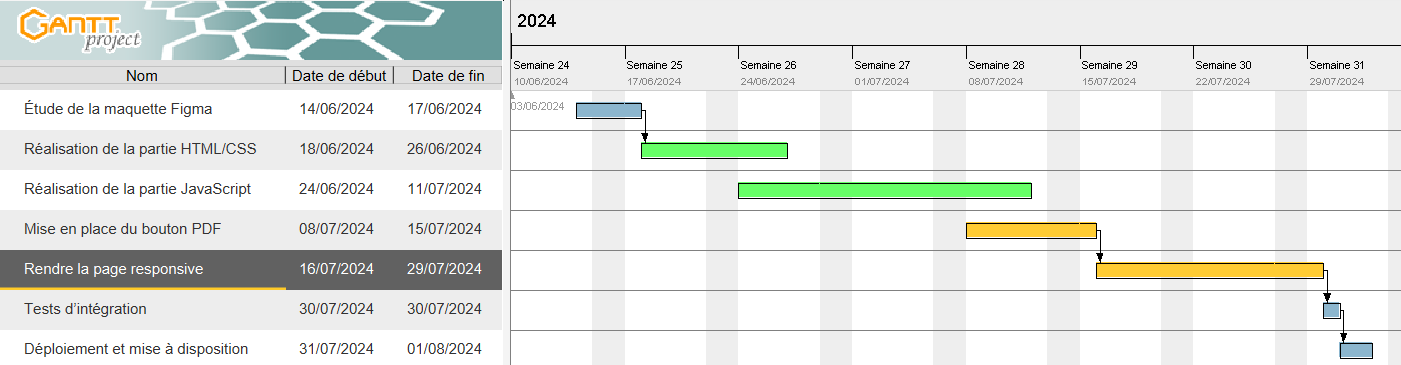 GANTT
project
2024
Semaine 24 Semaine 25 Semaine 26 Semaine 27 Semaine 28 Semaine 29 Semaine 30 Semaine 31
Nom Date de début Date de fin
10/06/2024 17/06/2024 24/06/2024 01/07/2024 08/07/2024 15/07/2024 22/07/2024 29/07/2024
03/06/2024
Étude de la maquette Figma 14/06/2024 17/06/2024
Réalisation de la partie HTML/CSS 18/06/2024 26/06/2024
Réalisation de la partie JavaScript 24/06/2024 11/07/2024
Mise en place du bouton PDF 08/07/2024 15/07/2024
Rendre la page responsive 16/07/2024 29/07/2024
Tests d’intégration 30/07/2024 30/07/2024
Déploiement et mise à disposition 31/07/2024 01/08/2024